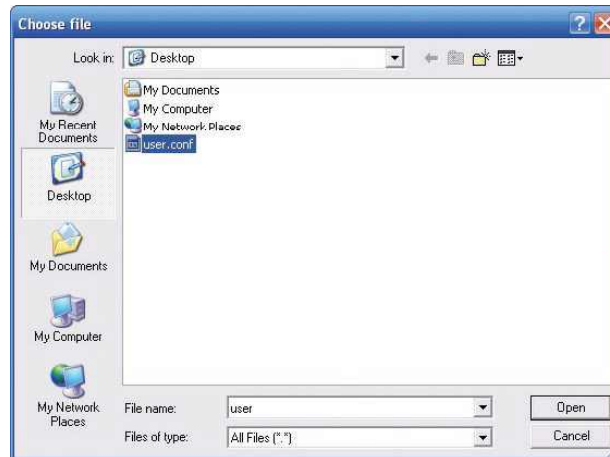 Choose file
Look in:
Desktop
My Documents
My Computer
My Network Places
user.conf
My Recent
Documents
Desktop
My Documents
My Computer
My Network
Places
File name:
user
Open
Files of type:
All Files (*.*)
Cancel